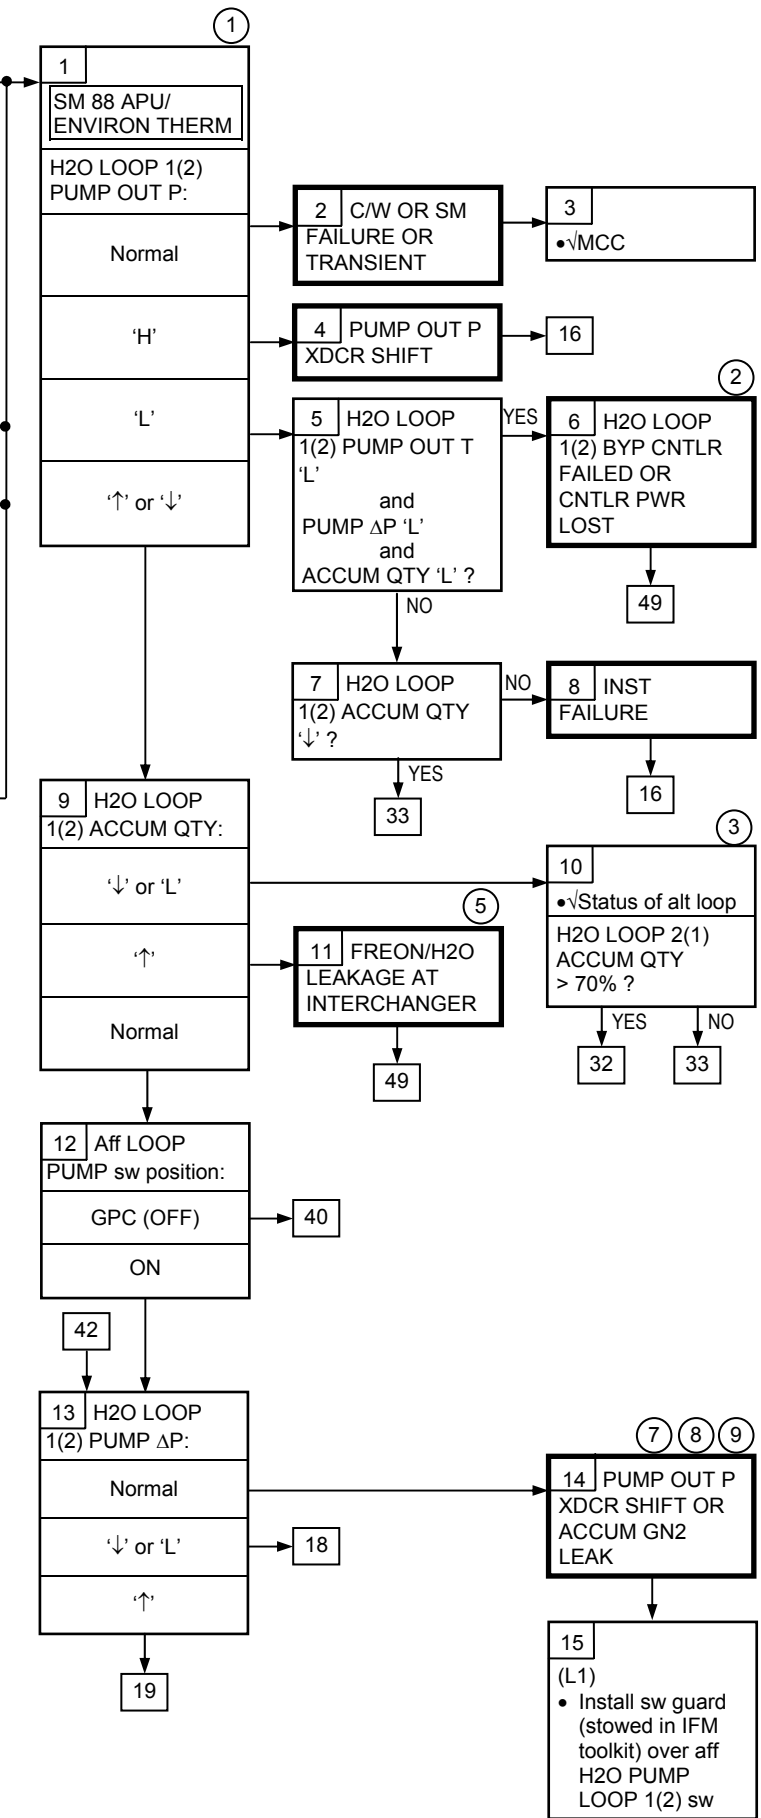 1
1
SM 88 APU/
ENVIRON THERM
H2O LOOP 1(2)
PUMP OUT P:
Normal
‘H’
‘L’
‘↑’ or ‘↓’
2 C/W OR SM
FAILURE OR
TRANSIENT
3
•√MCC
4 PUMP OUT P
XDCR SHIFT
16
5 H2O LOOP
1(2) PUMP OUT T
‘L’
and
PUMP ∆P ‘L’
and
ACCUM QTY ‘L’ ?
YES
NO
2
6 H2O LOOP
1(2) BYP CNTLR
FAILED OR
CNTLR PWR
LOST
49
7 H2O LOOP
1(2) ACCUM QTY
‘↓’ ?
NO
YES
33
8 INST
FAILURE
16
9 H2O LOOP
1(2) ACCUM QTY:
‘↓’ or ‘L’
‘↑’
Normal
3
10
•√Status of alt loop
H2O LOOP 2(1)
ACCUM QTY
> 70% ?
YES
NO
32
33
5
11 FREON/H2O
LEAKAGE AT
INTERCHANGER
49
12 Aff LOOP
PUMP sw position:
GPC (OFF)
ON
40
42
13 H2O LOOP
1(2) PUMP ∆P:
Normal
‘↓’ or ‘L’
‘↑’
18
19
7 8 9
14 PUMP OUT P
XDCR SHIFT OR
ACCUM GN2
LEAK
15
(L1)
• Install sw guard
(stowed in IFM
toolkit) over aff
H2O PUMP
LOOP 1(2) sw